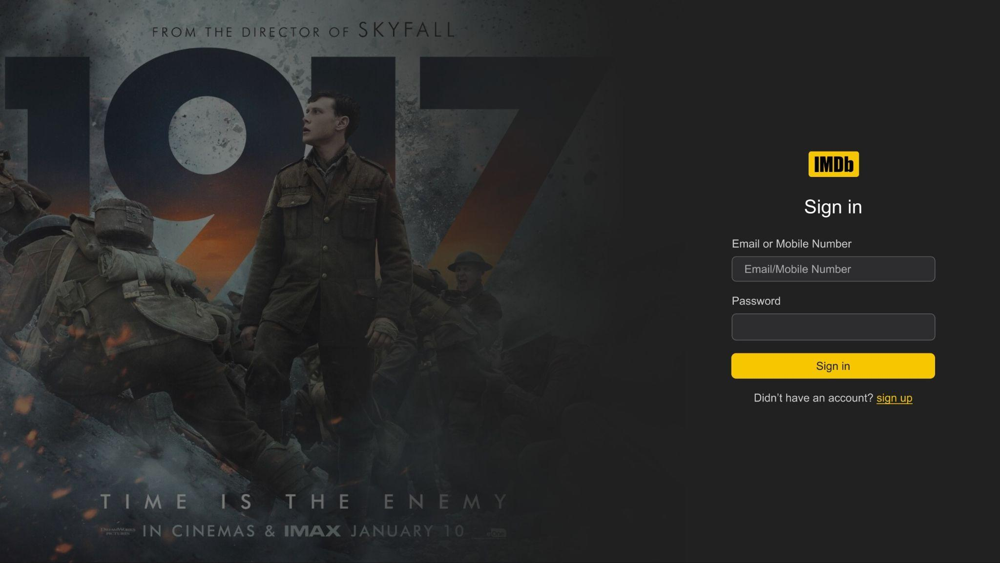 FROM THE DIRECTOR OF SKYFALL
1917
TIME IS THE ENEMY
DREAMWORKS
PICTURES
IN CINEMAS & IMAX JANUARY 10
eOne
IMDb
Sign in
Email or Mobile Number
Email/Mobile Number
Password
Sign in
Didn’t have an account? sign up